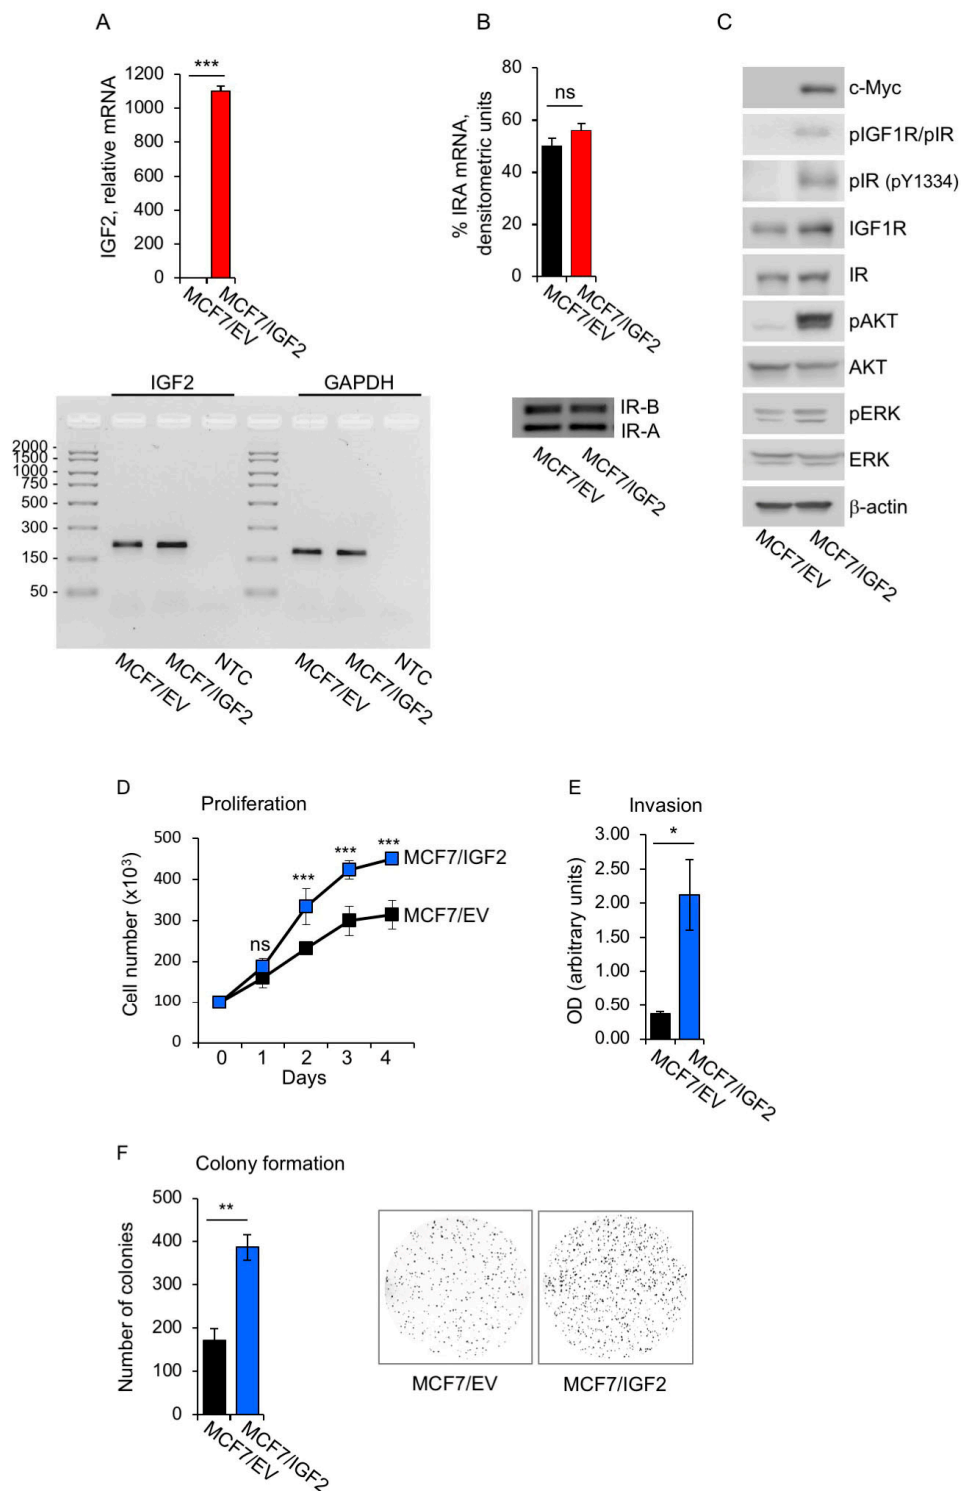 A
IGF2, relative mRNA
1200
1000
800
600
400
200
0
***
MCF7/EV
MCF7/IGF2
IGF2
GAPDH
2000
1500
1000
750
500
300
150
50
MCF7/EV
MCF7/IGF2
NTC
MCF7/EV
MCF7/IGF2
NTC
B
% IRA mRNA,
densitometric units
80
60
40
20
0
ns
MCF7/EV
MCF7/IGF2
IR-B
IR-A
MCF7/EV
MCF7/IGF2
C
c-Myc
pIGF1R/pIR
pIR (pY1334)
IGF1R
IR
pAKT
AKT
pERK
ERK
β-actin
MCF7/EV
MCF7/IGF2
D
Proliferation
Cell number (x10³)
500
400
300
200
100
0
ns
***
***
***
MCF7/IGF2
MCF7/EV
0 1 2 3 4
Days
E
Invasion
OD (arbitrary units)
3.00
2.50
2.00
1.50
1.00
0.50
0.00
*
MCF7/EV
MCF7/IGF2
F
Colony formation
Number of colonies
500
400
300
200
100
0
**
MCF7/EV
MCF7/IGF2
MCF7/EV
MCF7/IGF2